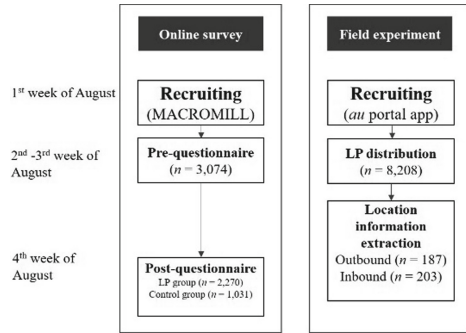 Online survey
Field experiment
1st week of August
Recruiting
(MACROMILL)
Recruiting
(au portal app)
2nd -3rd week of
August
Pre-questionnaire
(n = 3,074)
LP distribution
(n = 8,208)
Location
information
extraction
Outbound (n = 187)
Inbound (n = 203)
4th week of
August
Post-questionnaire
LP group (n = 2,270)
Control group (n = 1,031)